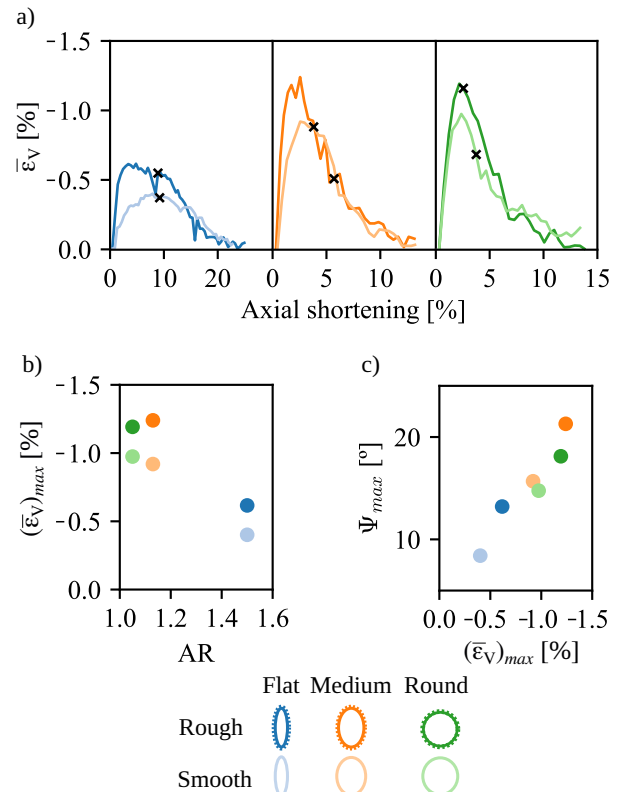 a)
-1.5
-1.0
-0.5
0.0
ε̅V [%]
0 10 20 0 5 10 0 5 10 15
Axial shortening [%]
b)
-1.5
-1.0
-0.5
0.0
(ε̅V)max [%]
1.0 1.2 1.4 1.6
AR
c)
20
10
Ψmax [º]
0.0 -0.5 -1.0 -1.5
(ε̅V)max [%]
Flat Medium Round
Rough
Smooth